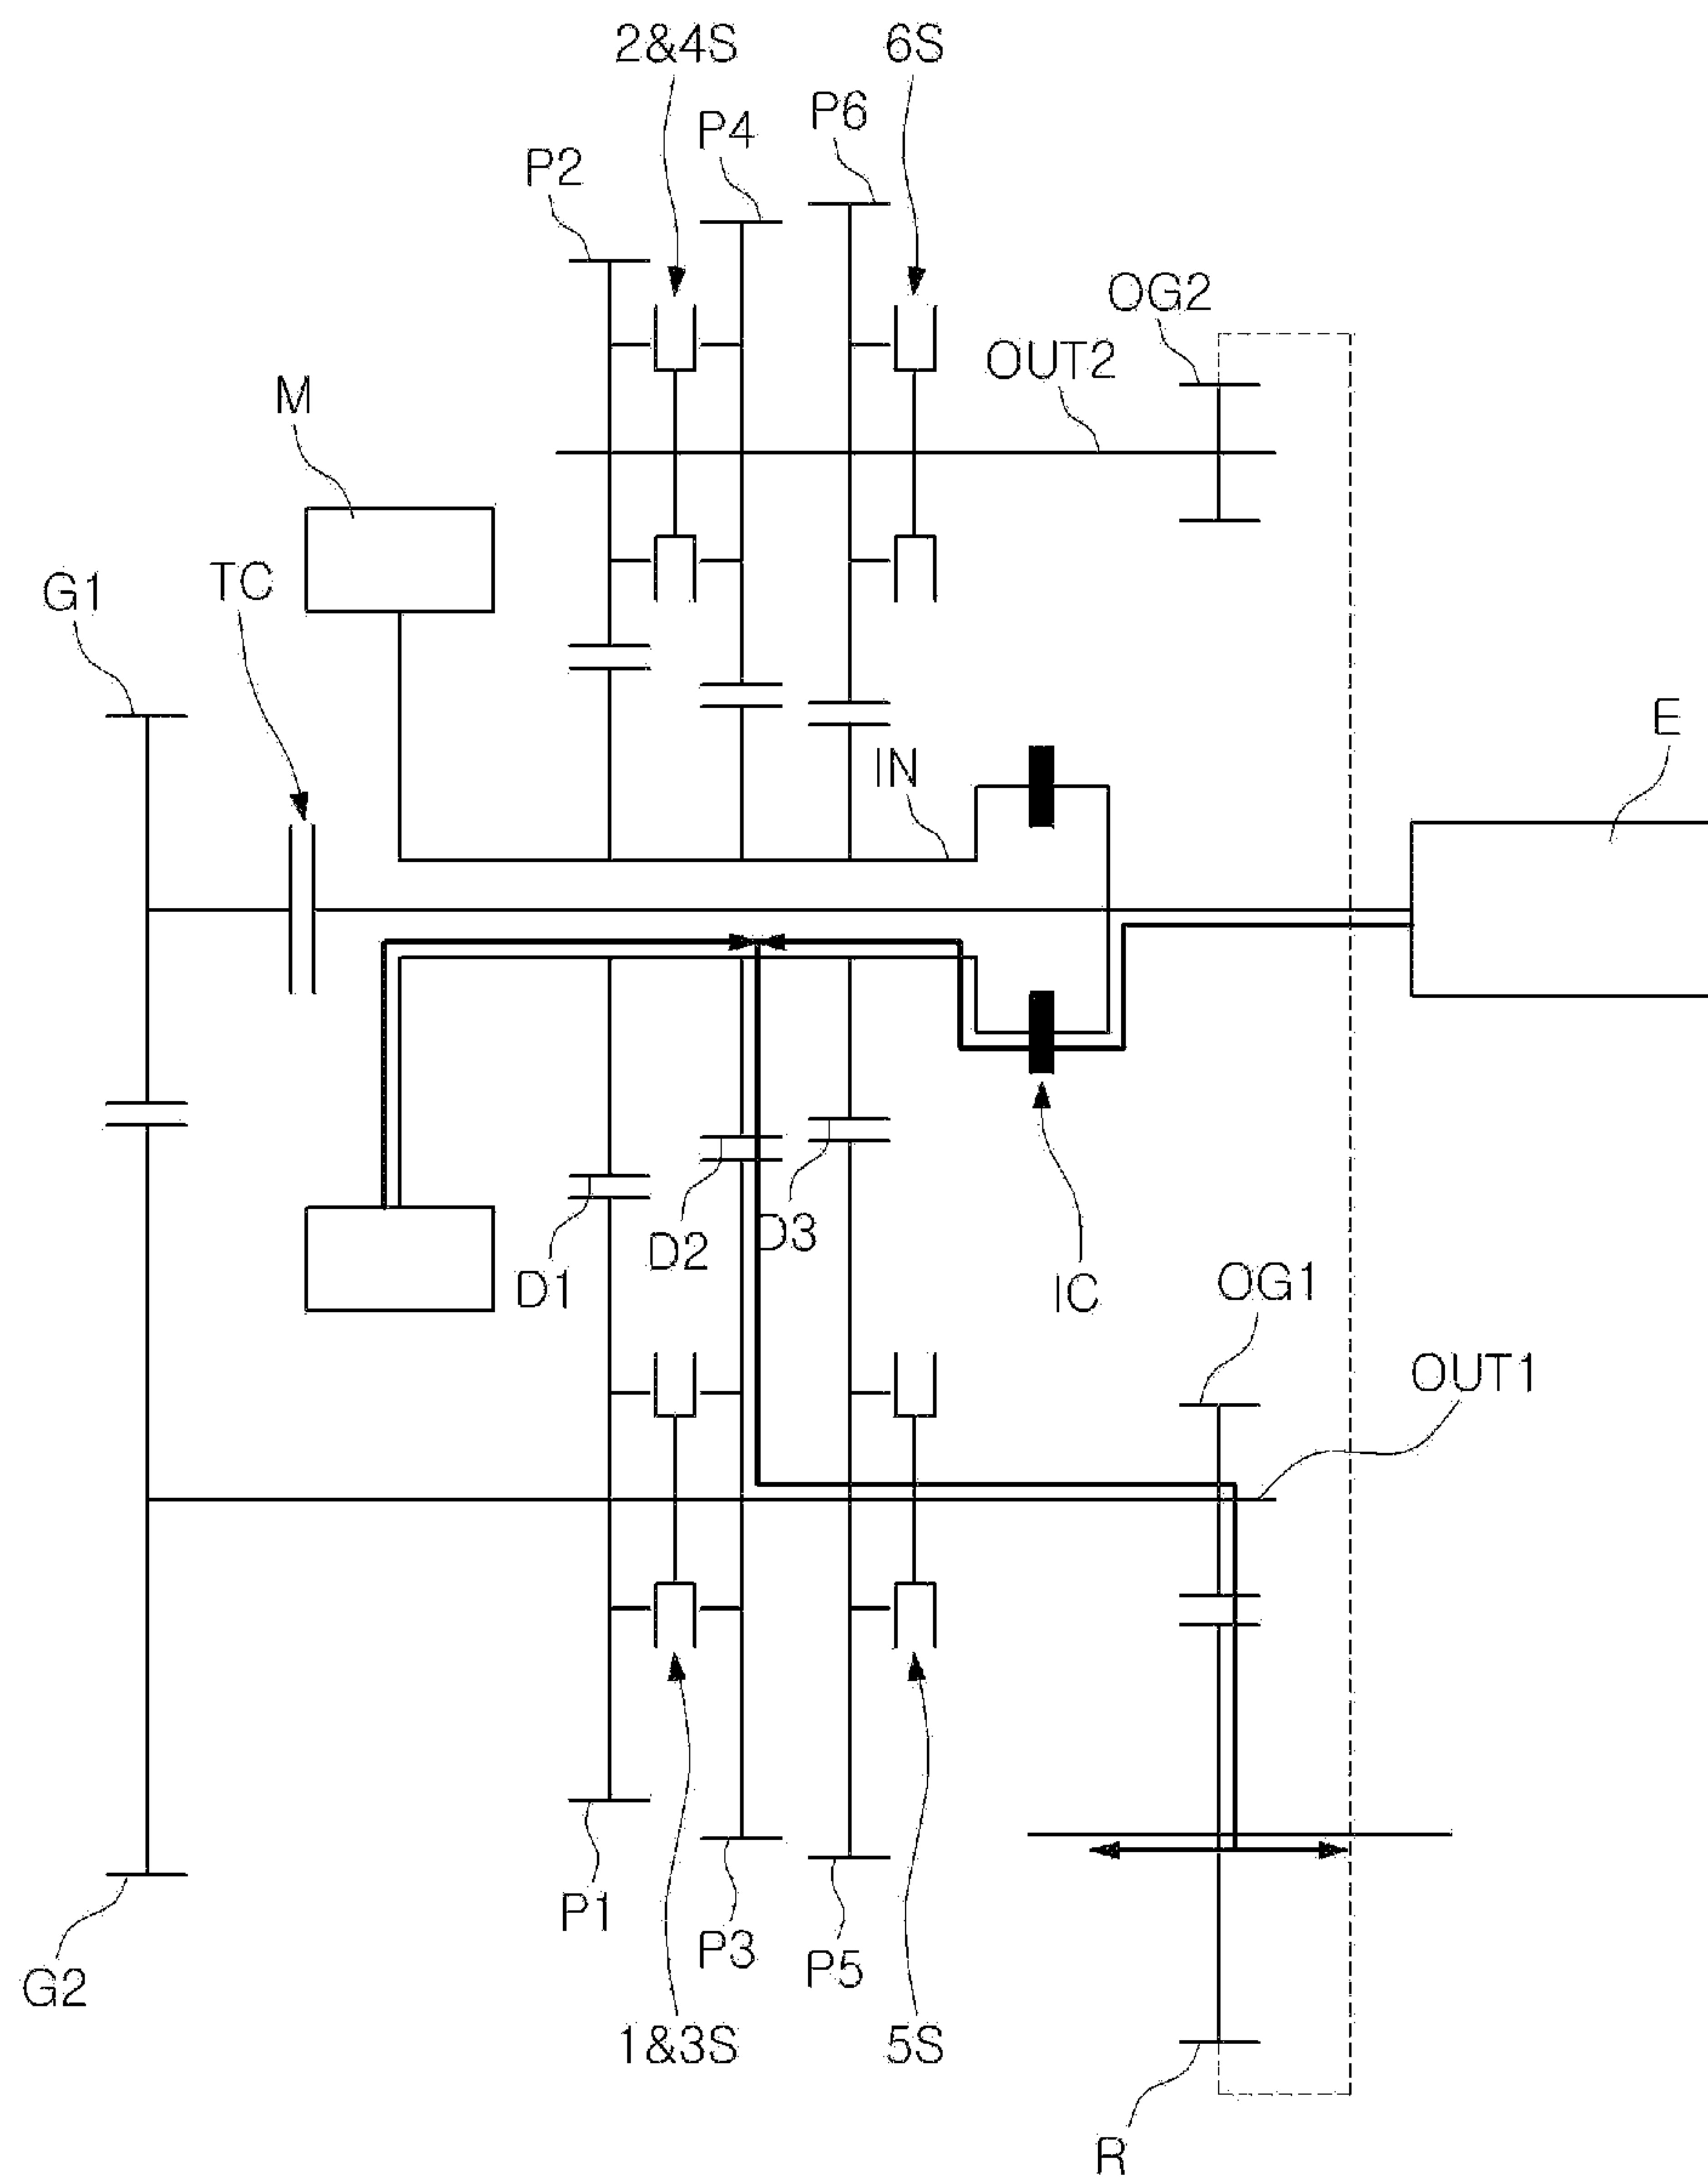 2&4S
6S
P6
P4
P2
OG2
OUT2
M
TC
G1
E
IN
D3
D2
D1
IC
OG1
OUT1
P1
P3
P5
G2
1&3S
5S
R